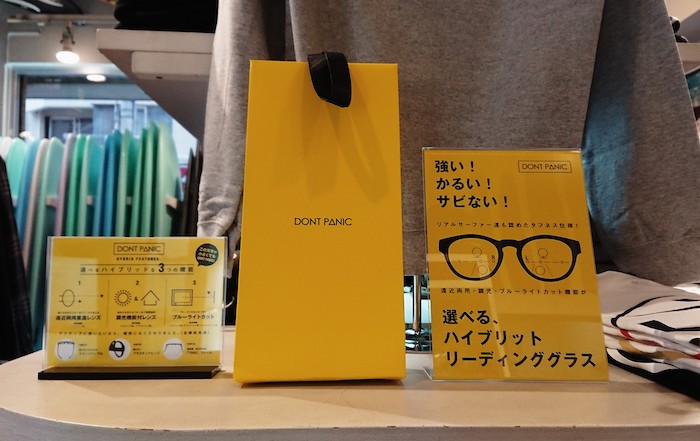 DONT PANIC
HYBRID FEATURES
選べるハイブリッドな3つの機能
1
2
3
遠近両用累進レンズ
調光機能付レンズ
ブルーライトカット
DONT PANIC
DONT PANIC
強い！
かるい！
サビない！
リアルサーファー達も認めたタフネス仕様！
遠近両用・調光・ブルーライトカット機能が
選べる、
ハイブリット
リーディンググラス